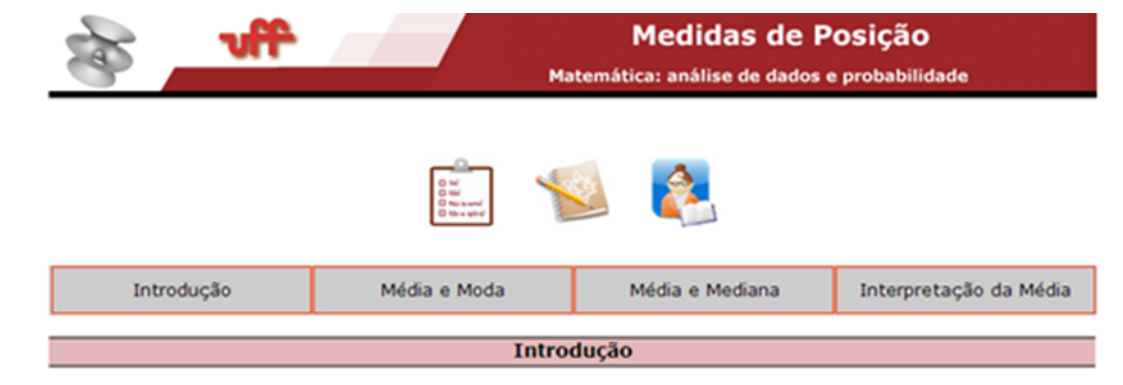 uff
Medidas de Posição
Matemática: análise de dados e probabilidade
Introdução
Média e Moda
Média e Mediana
Interpretação da Média
Introdução